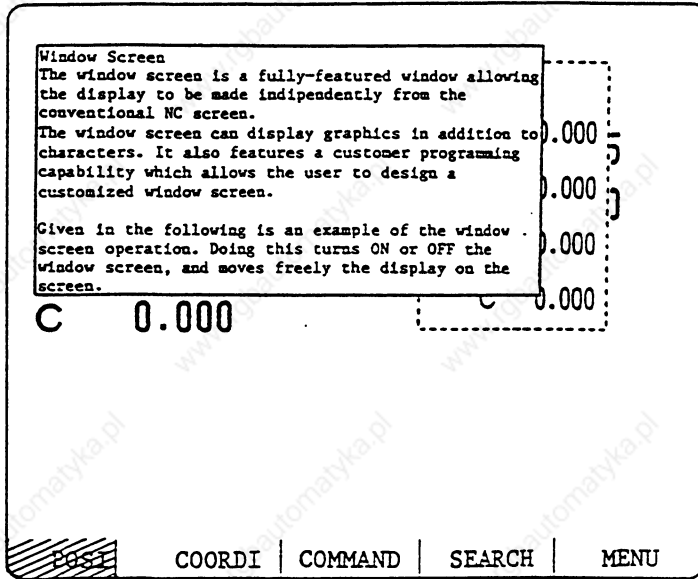 Window Screen
The window screen is a fully-featured window allowing
the display to be made indipendently from the
conventional NC screen.
The window screen can display graphics in addition to
characters. It also features a customer programming
capability which allows the user to design a
customized window screen.
Given in the following is an example of the window
screen operation. Doing this turns ON or OFF the
window screen, and moves freely the display on the
screen.
0.000
0.000
0.000
C 0.000
C 0.000
POSI COORDI COMMAND SEARCH MENU